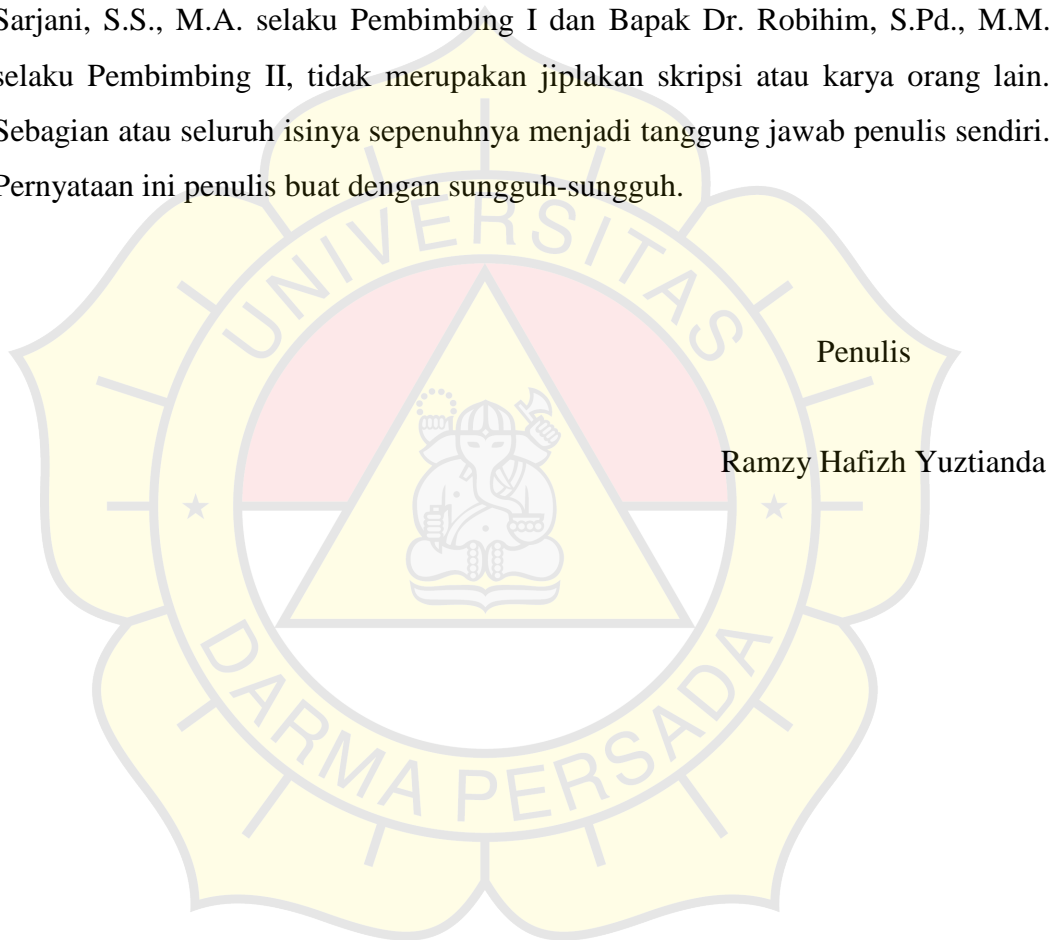 Sarjani, S.S., M.A. selaku Pembimbing I dan Bapak Dr. Robihim, S.Pd., M.M.
selaku Pembimbing II, tidak merupakan jiplakan skripsi atau karya orang lain.
Sebagian atau seluruh isinya sepenuhnya menjadi tanggung jawab penulis sendiri.
Pernyataan ini penulis buat dengan sungguh-sungguh.
UNIVERSITAS
Penulis
Ramzy Hafizh Yuztianda
DARMA PERSADA